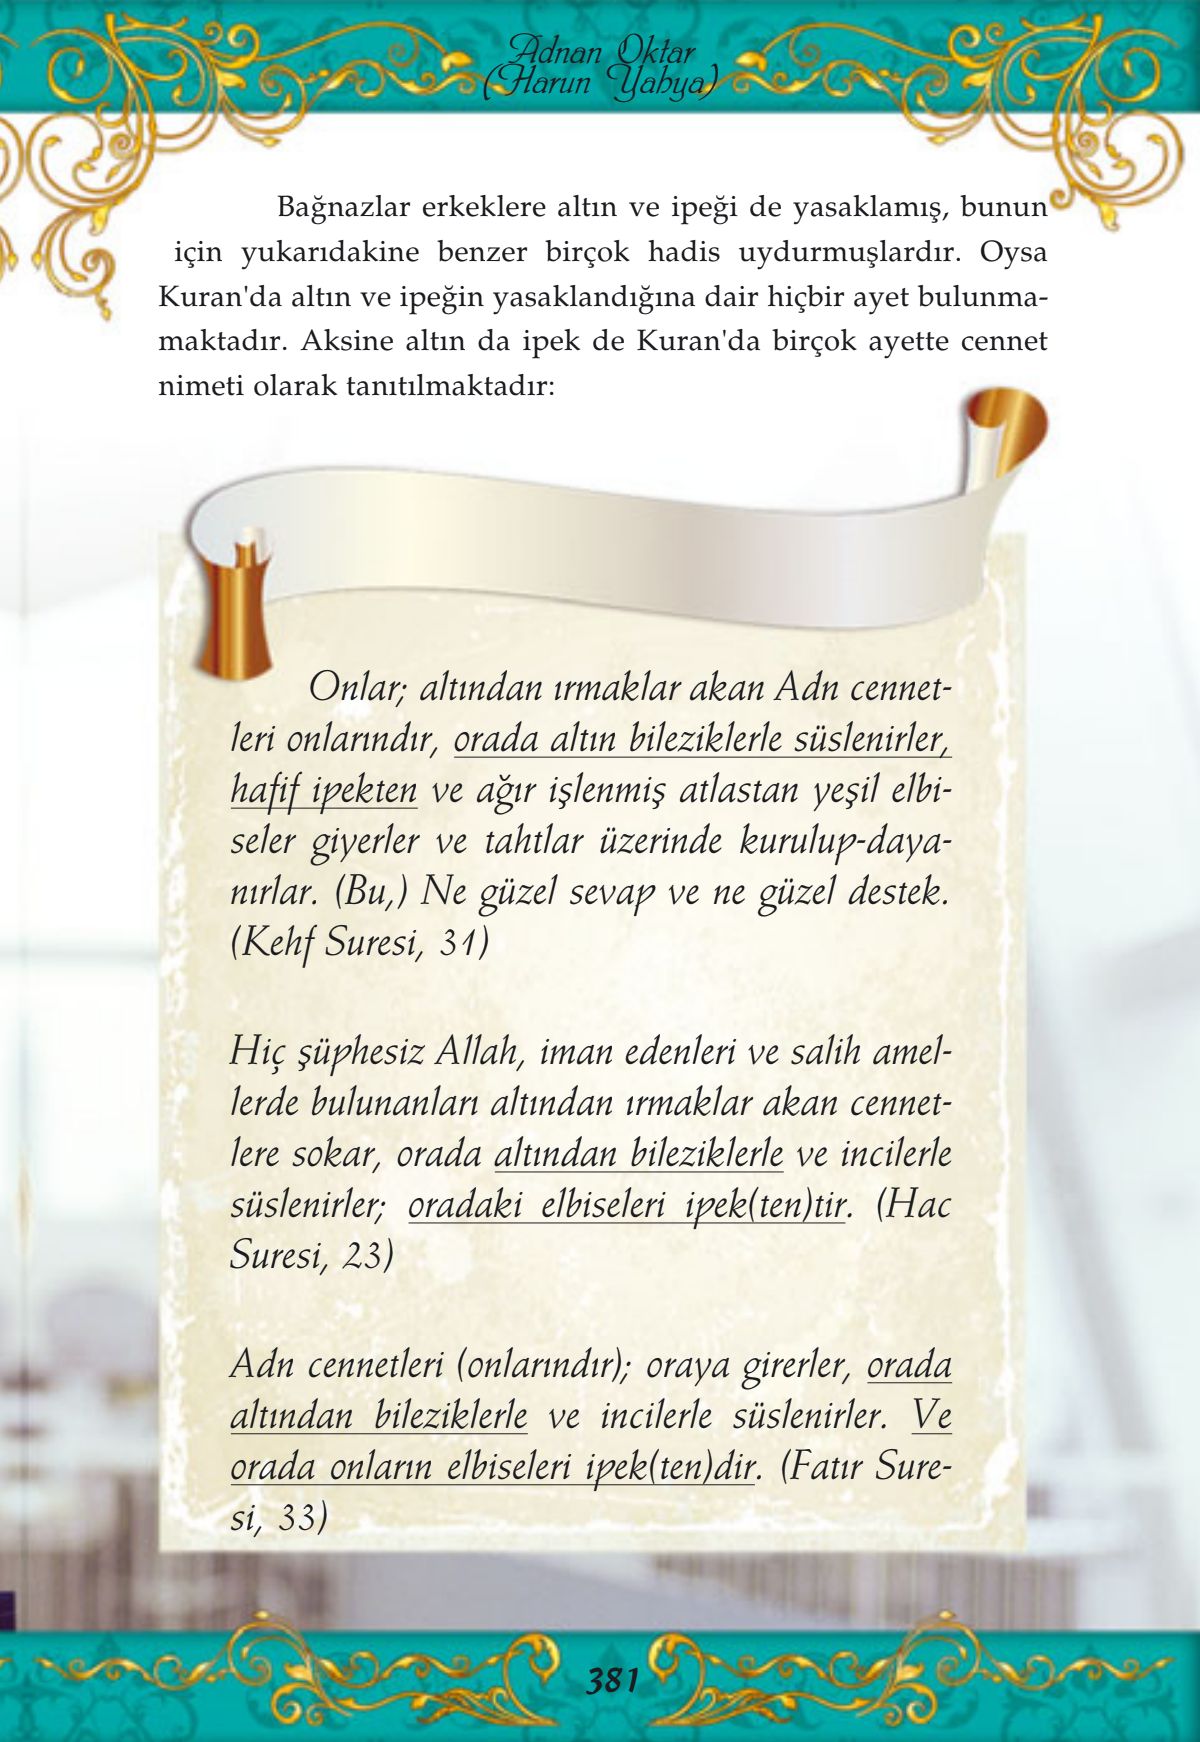 Adnan Oktar
(Harun Yahya)
Bağnazlar erkeklere altın ve ipeği de yasaklamış, bunun
için yukarıdakine benzer birçok hadis uydurmuşlardır. Oysa
Kuran'da altın ve ipeğin yasaklandığına dair hiçbir ayet bulunma-
maktadır. Aksine altın da ipek de Kuran'da birçok ayette cennet
nimeti olarak tanıtılmaktadır:
Onlar; altından ırmaklar akan Adn cennet-
leri onlarındır, orada altın bileziklerle süslenirler,
hafif ipekten ve ağır işlenmiş atlastan yeşil elbi-
seler giyerler ve tahtlar üzerinde kurulup-daya-
nırlar. (Bu,) Ne güzel sevap ve ne güzel destek.
(Kehf Suresi, 31)
Hiç şüphesiz Allah, iman edenleri ve salih amel-
lerde bulunanları altından ırmaklar akan cennet-
lere sokar, orada altından bileziklerle ve incilerle
süslenirler; oradaki elbiseleri ipek(ten)tir. (Hac
Suresi, 23)
Adn cennetleri (onlarındır); oraya girerler, orada
altından bileziklerle ve incilerle süslenirler. Ve
orada onların elbiseleri ipek(ten)dir. (Fatır Sure-
si, 33)
381